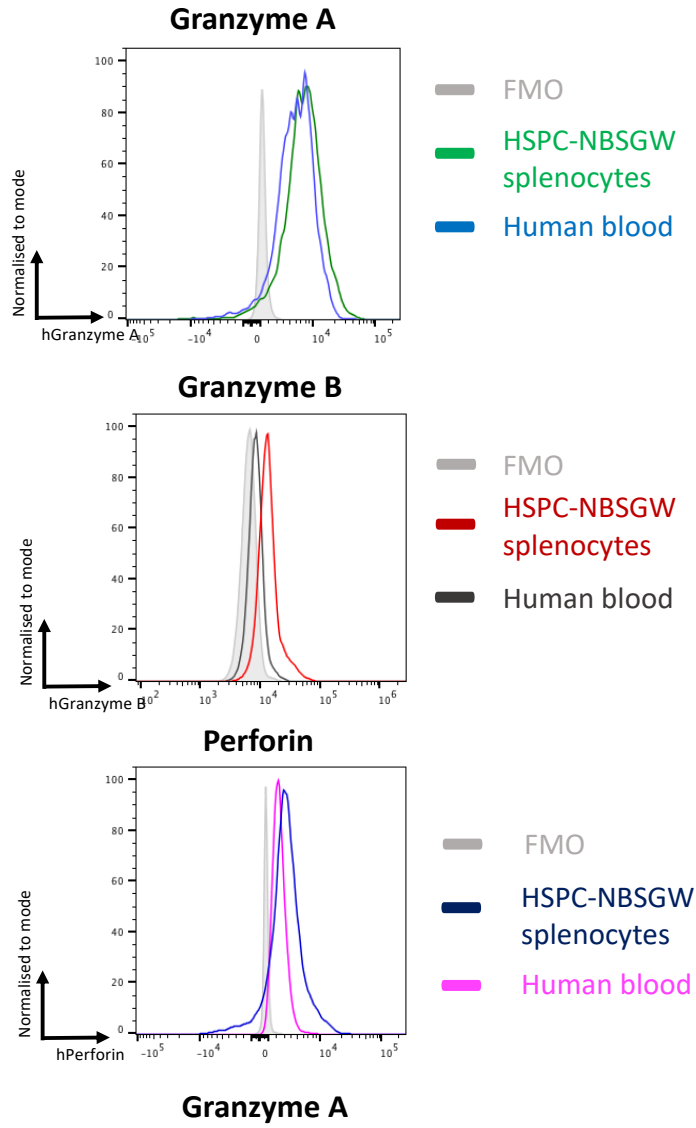 Granzyme A
100
80
60
40
20
0
Normalised to mode
hGranzyme A
-10⁵
-10⁴
0
10⁴
10⁵
FMO
HSPC-NBSGW
splenocytes
Human blood
Granzyme B
100
80
60
40
20
0
Normalised to mode
hGranzyme B
10²
10³
10⁴
10⁵
10⁶
FMO
HSPC-NBSGW
splenocytes
Human blood
Perforin
100
80
60
40
20
0
Normalised to mode
hPerforin
-10⁵
-10⁴
0
10⁴
10⁵
FMO
HSPC-NBSGW
splenocytes
Human blood
Granzyme A